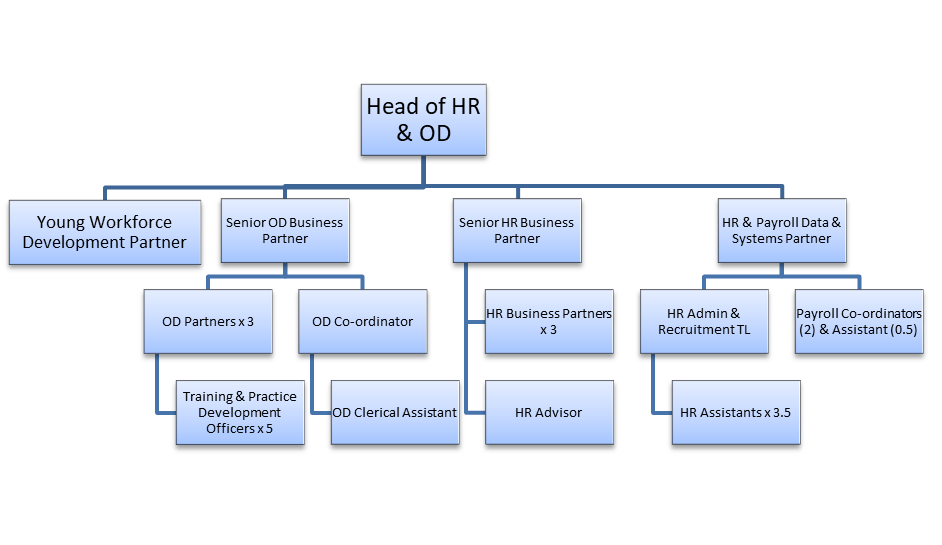 Head of HR
& OD
Young Workforce
Development Partner
Senior OD Business
Partner
Senior HR Business
Partner
HR & Payroll Data &
Systems Partner
OD Partners x 3
OD Co-ordinator
HR Business Partners
x 3
HR Admin &
Recruitment TL
Payroll Co-ordinators
(2) & Assistant (0.5)
Training & Practice
Development
Officers x 5
OD Clerical Assistant
HR Advisor
HR Assistants x 3.5